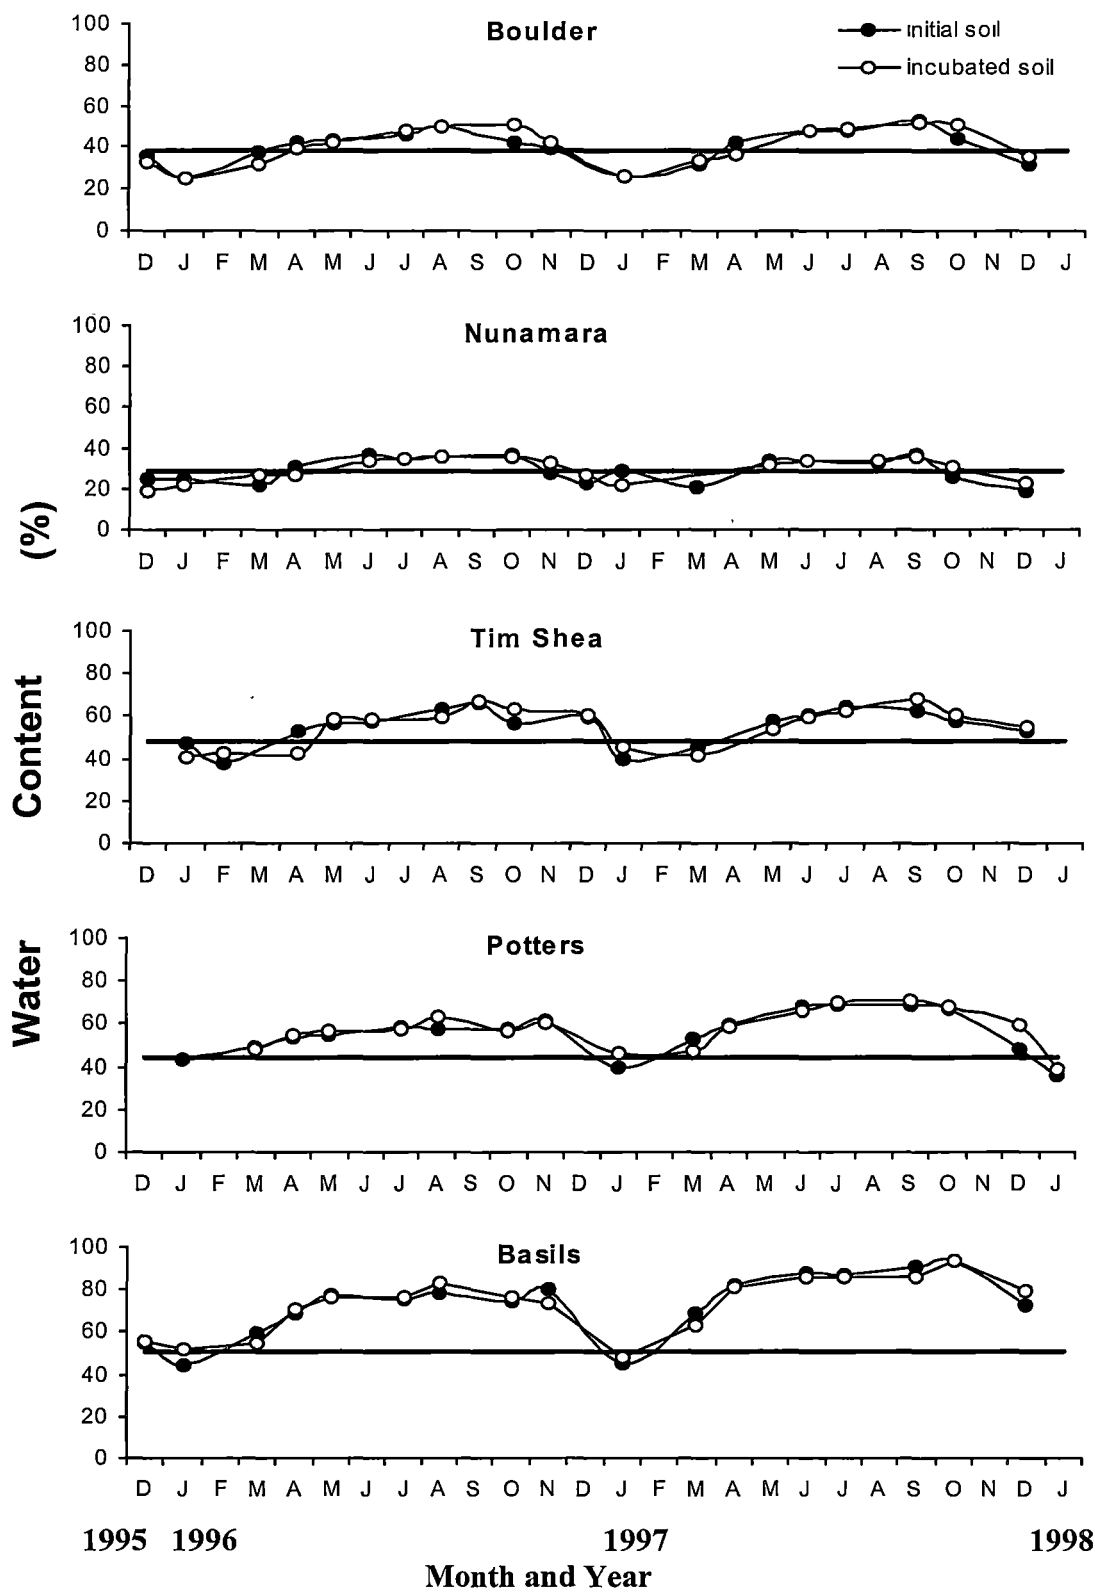 Boulder
initial soil
incubated soil
100
80
60
40
20
0
D J F M A M J J A S O N D J F M A M J J A S O N D J
Nunamara
100
80
60
40
20
0
D J F M A M J J A S O N D J F M A M J J A S O N D J
Tim Shea
100
80
60
40
20
0
D J F M A M J J A S O N D J F M A M J J A S O N D J
Potters
100
80
60
40
20
0
D J F M A M J J A S O N D J F M A M J J A S O N D J
Basils
100
80
60
40
20
0
D J F M A M J J A S O N D J F M A M J J A S O N D J
Water Content (%)
1995 1996 1997 1998
Month and Year